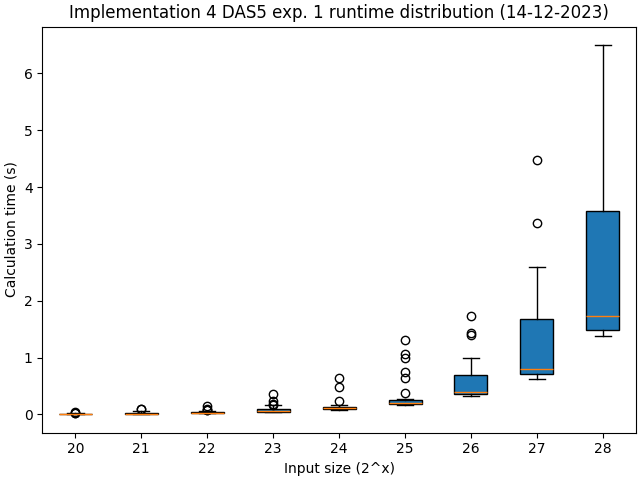 Implementation 4 DAS5 exp. 1 runtime distribution (14-12-2023)
6
5
4
3
2
1
0
Calculation time (s)
20 21 22 23 24 25 26 27 28
Input size (2^x)